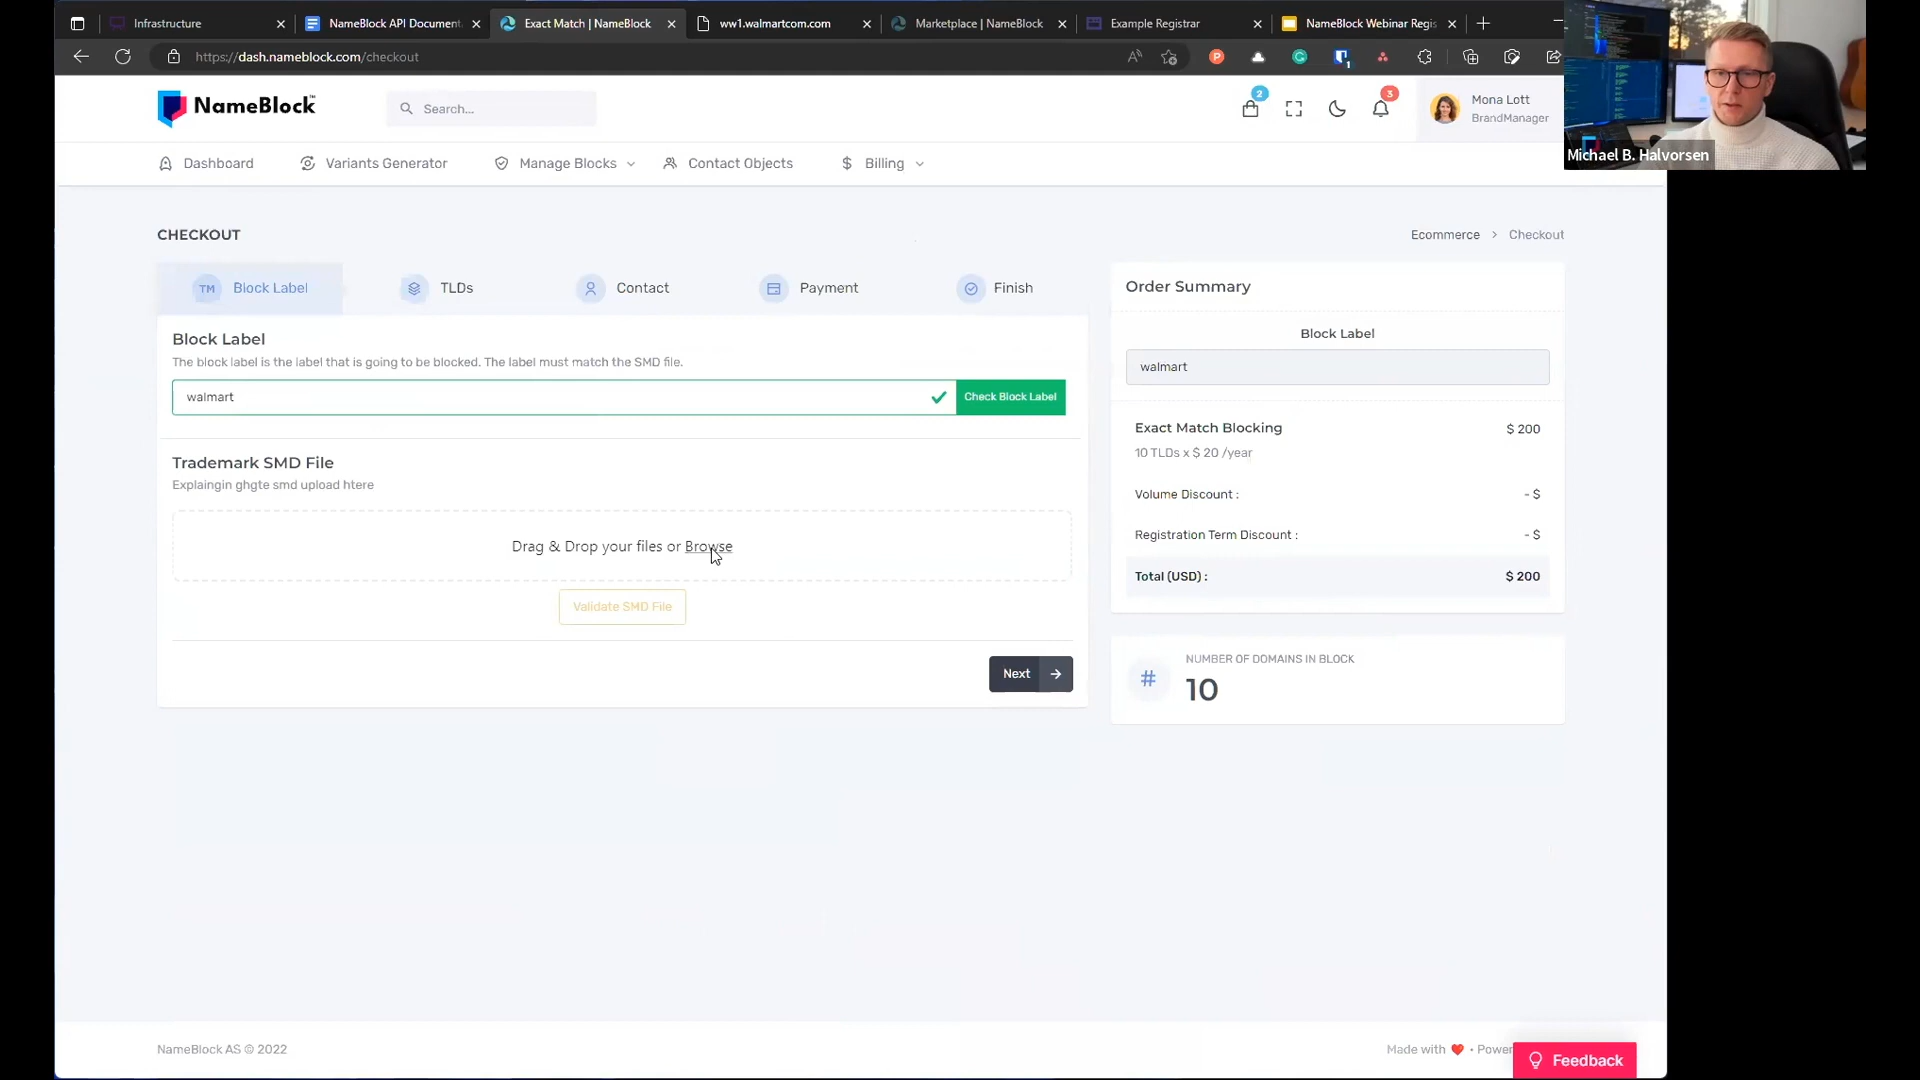 Infrastructure
NameBlock API Document
Exact Match | NameBlock
ww1.walmartcom.com
Marketplace | NameBlock
Example Registrar
NameBlock Webinar Regis
https://dash.nameblock.com/checkout
NameBlock™
Search...
2
3
Mona Lott
BrandManager
Michael B. Halvorsen
Dashboard
Variants Generator
Manage Blocks
Contact Objects
$ Billing
CHECKOUT
Ecommerce > Checkout
TM Block Label
TLDs
Contact
Payment
Finish
Block Label
The block label is the label that is going to be blocked. The label must match the SMD file.
walmart
Check Block Label
Trademark SMD File
Explaingin ghgte smd upload htere
Drag & Drop your files or Browse
Validate SMD File
Next
Order Summary
Block Label
walmart
Exact Match Blocking $ 200
10 TLDs x $ 20 /year
Volume Discount : - $
Registration Term Discount : - $
Total (USD) : $ 200
# NUMBER OF DOMAINS IN BLOCK
10
NameBlock AS © 2022
Made with ❤ • Power
Feedback